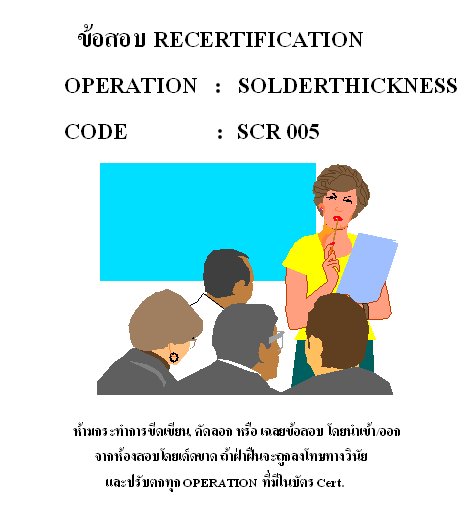 ข้อสอบ RECERTIFICATION
OPERATION : SOLDERTHICKNESS
CODE : SCR 005
ห้ามกระทำการขีดเขียน, คัดลอก หรือ เฉลยข้อสอบ โดยนำเข้า/ออก
จากห้องสอบโดยเด็ดขาด ถ้าฝ่าฝืนจะถูกลงโทษทางวินัย
และปรับตกทุก OPERATION ที่มีในบัตร Cert.